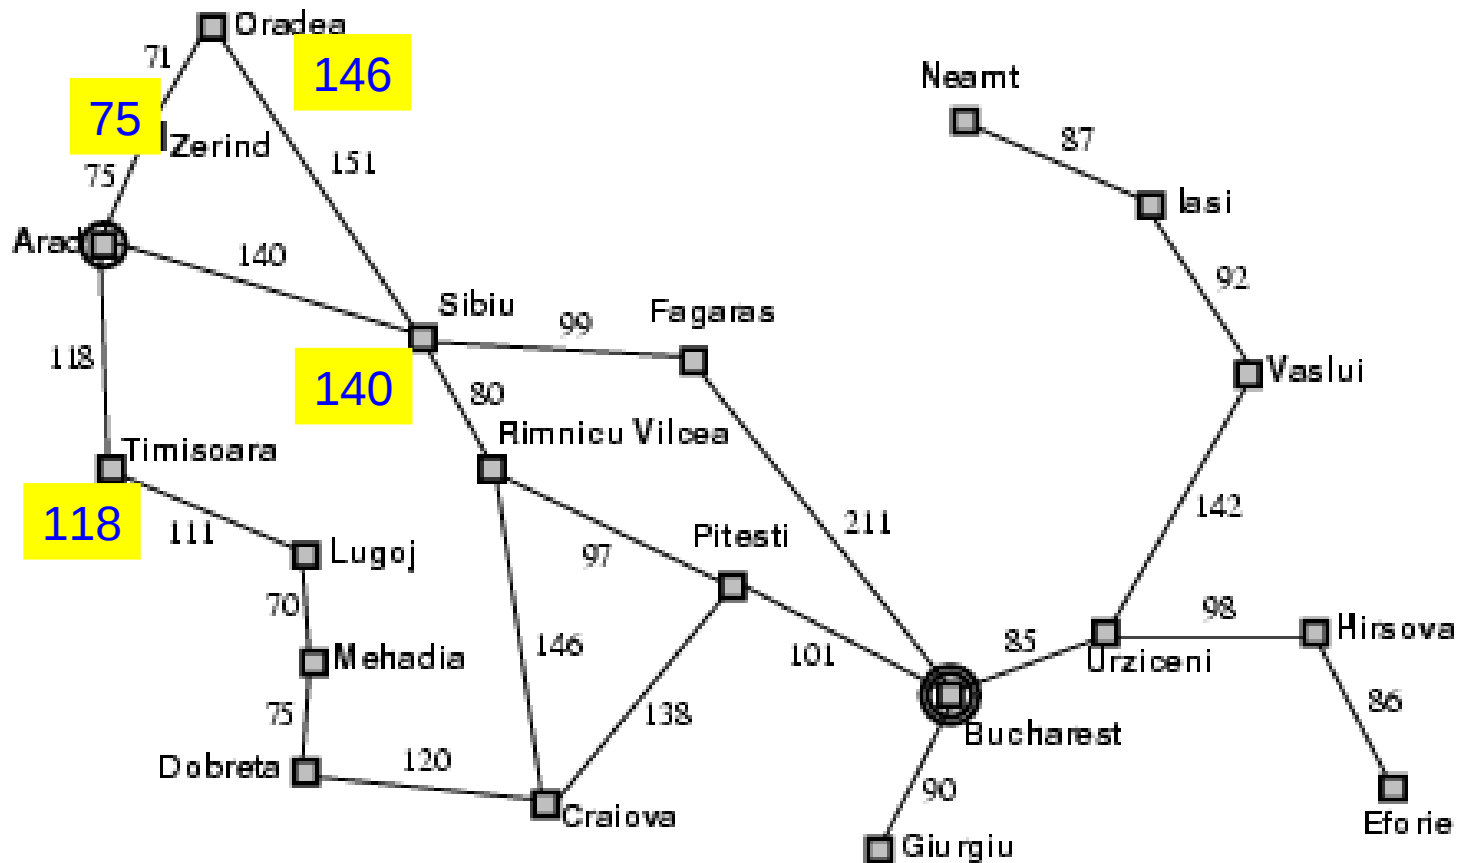 Oradea
71
146
Neamt
75
87
Zerind
151
75
Iasi
Arad
140
92
Sibiu
Fagaras
99
118
Vaslui
140
80
Rimnicu Vilcea
Timisoara
142
118
111
211
Pitesti
Lugoj
97
70
98
Hirsova
146
85
Urziceni
Mehadia
101
86
75
138
Bucharest
Dobreta
120
90
Craiova
Eforie
Giurgiu